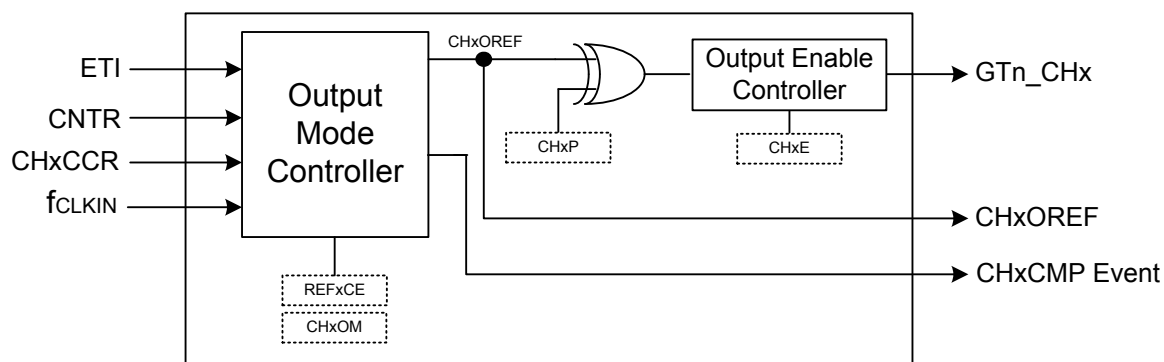 ETI
CNTR
CHxCCR
fCLKIN
Output
Mode
Controller
REFxCE
CHxOM
CHxOREF
CHxP
Output Enable
Controller
CHxE
GTn_CHx
CHxOREF
CHxCMP Event